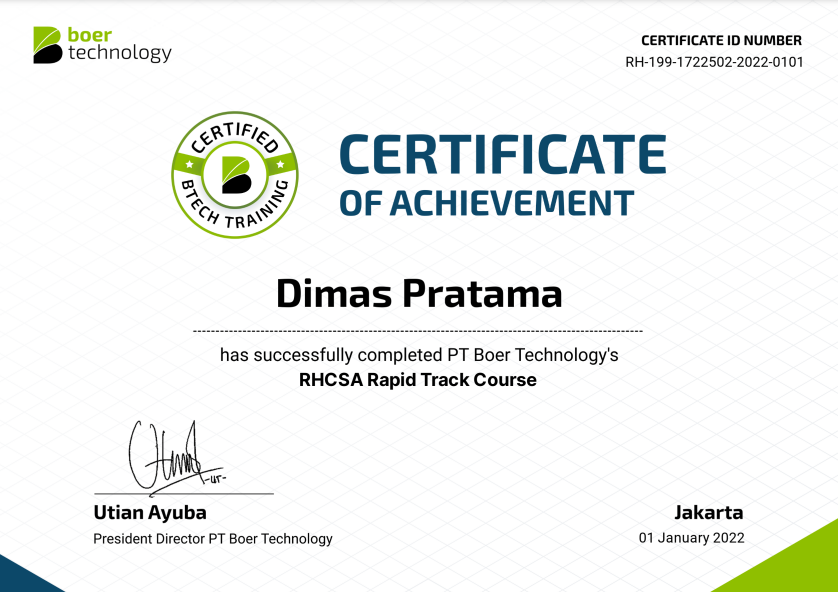 boer
technology
CERTIFICATE ID NUMBER
RH-199-1722502-2022-0101
CERTIFIED
BTECH TRAINING
CERTIFICATE
OF ACHIEVEMENT
Dimas Pratama
has successfully completed PT Boer Technology's
RHCSA Rapid Track Course
-UT-
Utian Ayuba
President Director PT Boer Technology
Jakarta
01 January 2022